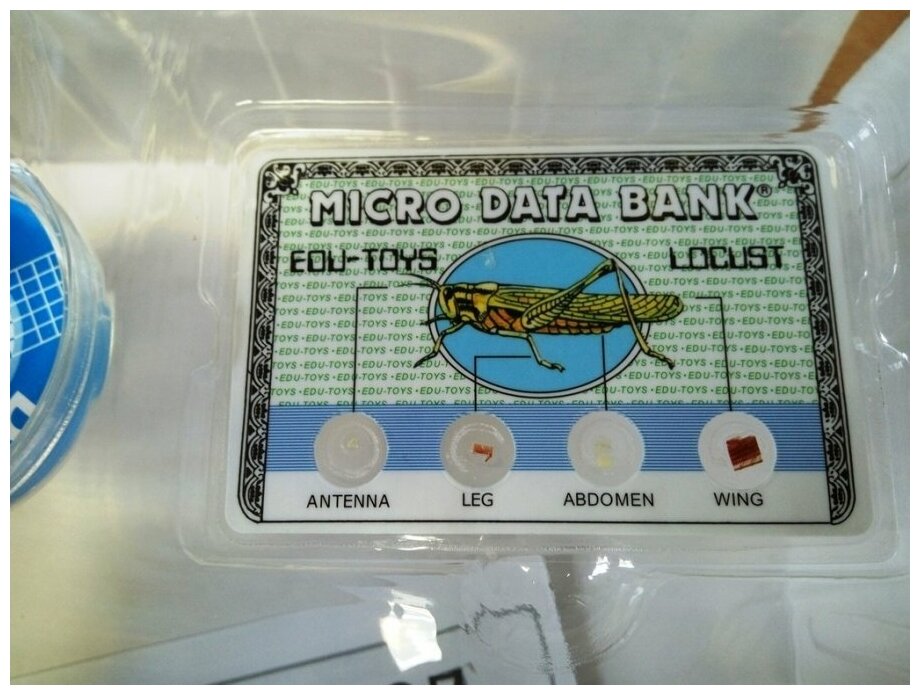 MICRO DATA BANK®
EDU-TOYS
LOCUST
ANTENNA
LEG
ABDOMEN
WING